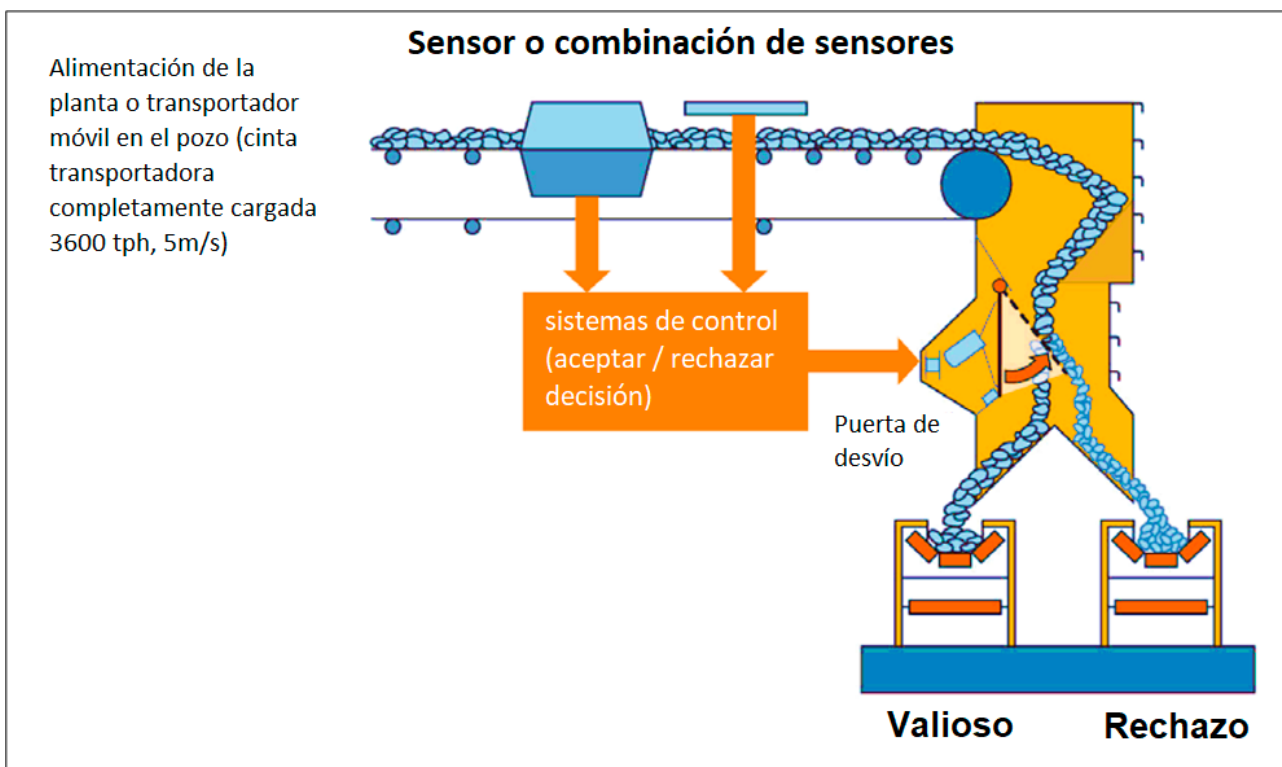 Sensor o combinación de sensores
Alimentación de la
planta o transportador
móvil en el pozo (cinta
transportadora
completamente cargada
3600 tph, 5m/s)
sistemas de control
(aceptar / rechazar
decisión)
Puerta de
desvío
Valioso
Rechazo